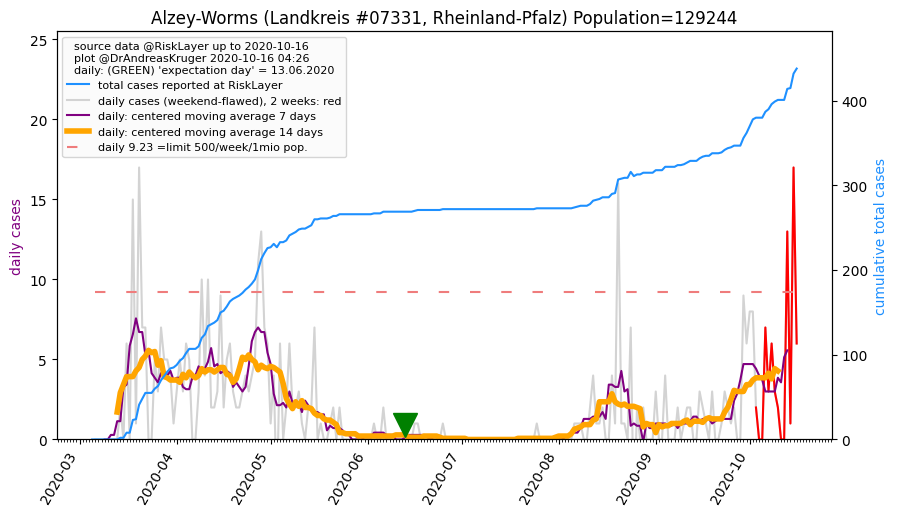 Alzey-Worms (Landkreis #07331, Rheinland-Pfalz) Population=129244
source data @RiskLayer up to 2020-10-16
plot @DrAndreasKruger 2020-10-16 04:26
daily: (GREEN) 'expectation day' = 13.06.2020
total cases reported at RiskLayer
daily cases (weekend-flawed), 2 weeks: red
daily: centered moving average 7 days
daily: centered moving average 14 days
daily 9.23 =limit 500/week/1mio pop.
daily cases
25
20
15
10
5
0
cumulative total cases
400
300
200
100
0
2020-03
2020-04
2020-05
2020-06
2020-07
2020-08
2020-09
2020-10